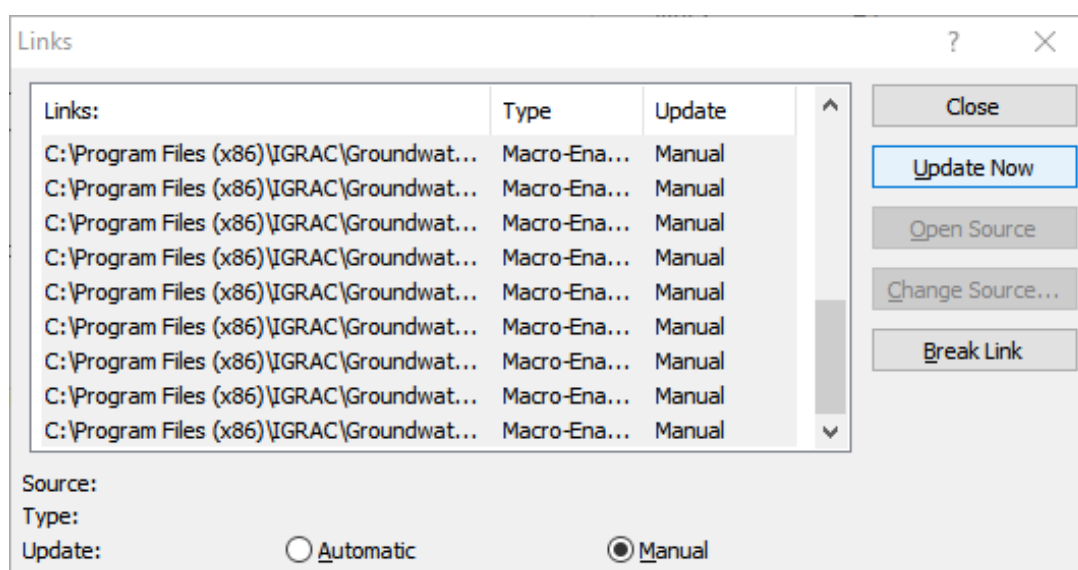 Links ? ×
Links: Type Update Close
C:\Program Files (x86)\IGRAC\Groundwat... Macro-Ena... Manual
C:\Program Files (x86)\IGRAC\Groundwat... Macro-Ena... Manual
C:\Program Files (x86)\IGRAC\Groundwat... Macro-Ena... Manual
C:\Program Files (x86)\IGRAC\Groundwat... Macro-Ena... Manual
C:\Program Files (x86)\IGRAC\Groundwat... Macro-Ena... Manual
C:\Program Files (x86)\IGRAC\Groundwat... Macro-Ena... Manual
C:\Program Files (x86)\IGRAC\Groundwat... Macro-Ena... Manual
C:\Program Files (x86)\IGRAC\Groundwat... Macro-Ena... Manual
C:\Program Files (x86)\IGRAC\Groundwat... Macro-Ena... Manual
Update Now
Open Source
Change Source...
Break Link
Source:
Type:
Update: Automatic Manual